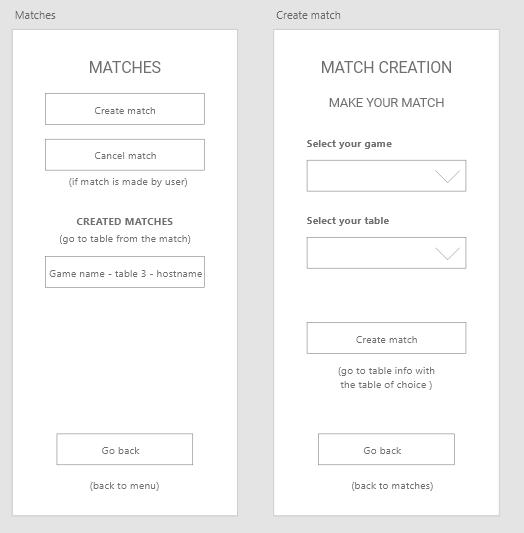 Matches
MATCHES
Create match
Cancel match
(if match is made by user)
CREATED MATCHES
(go to table from the match)
Game name - table 3 - hostname
Go back
(back to menu)
Create match
MATCH CREATION
MAKE YOUR MATCH
Select your game
Select your table
Create match
(go to table info with
the table of choice )
Go back
(back to matches)